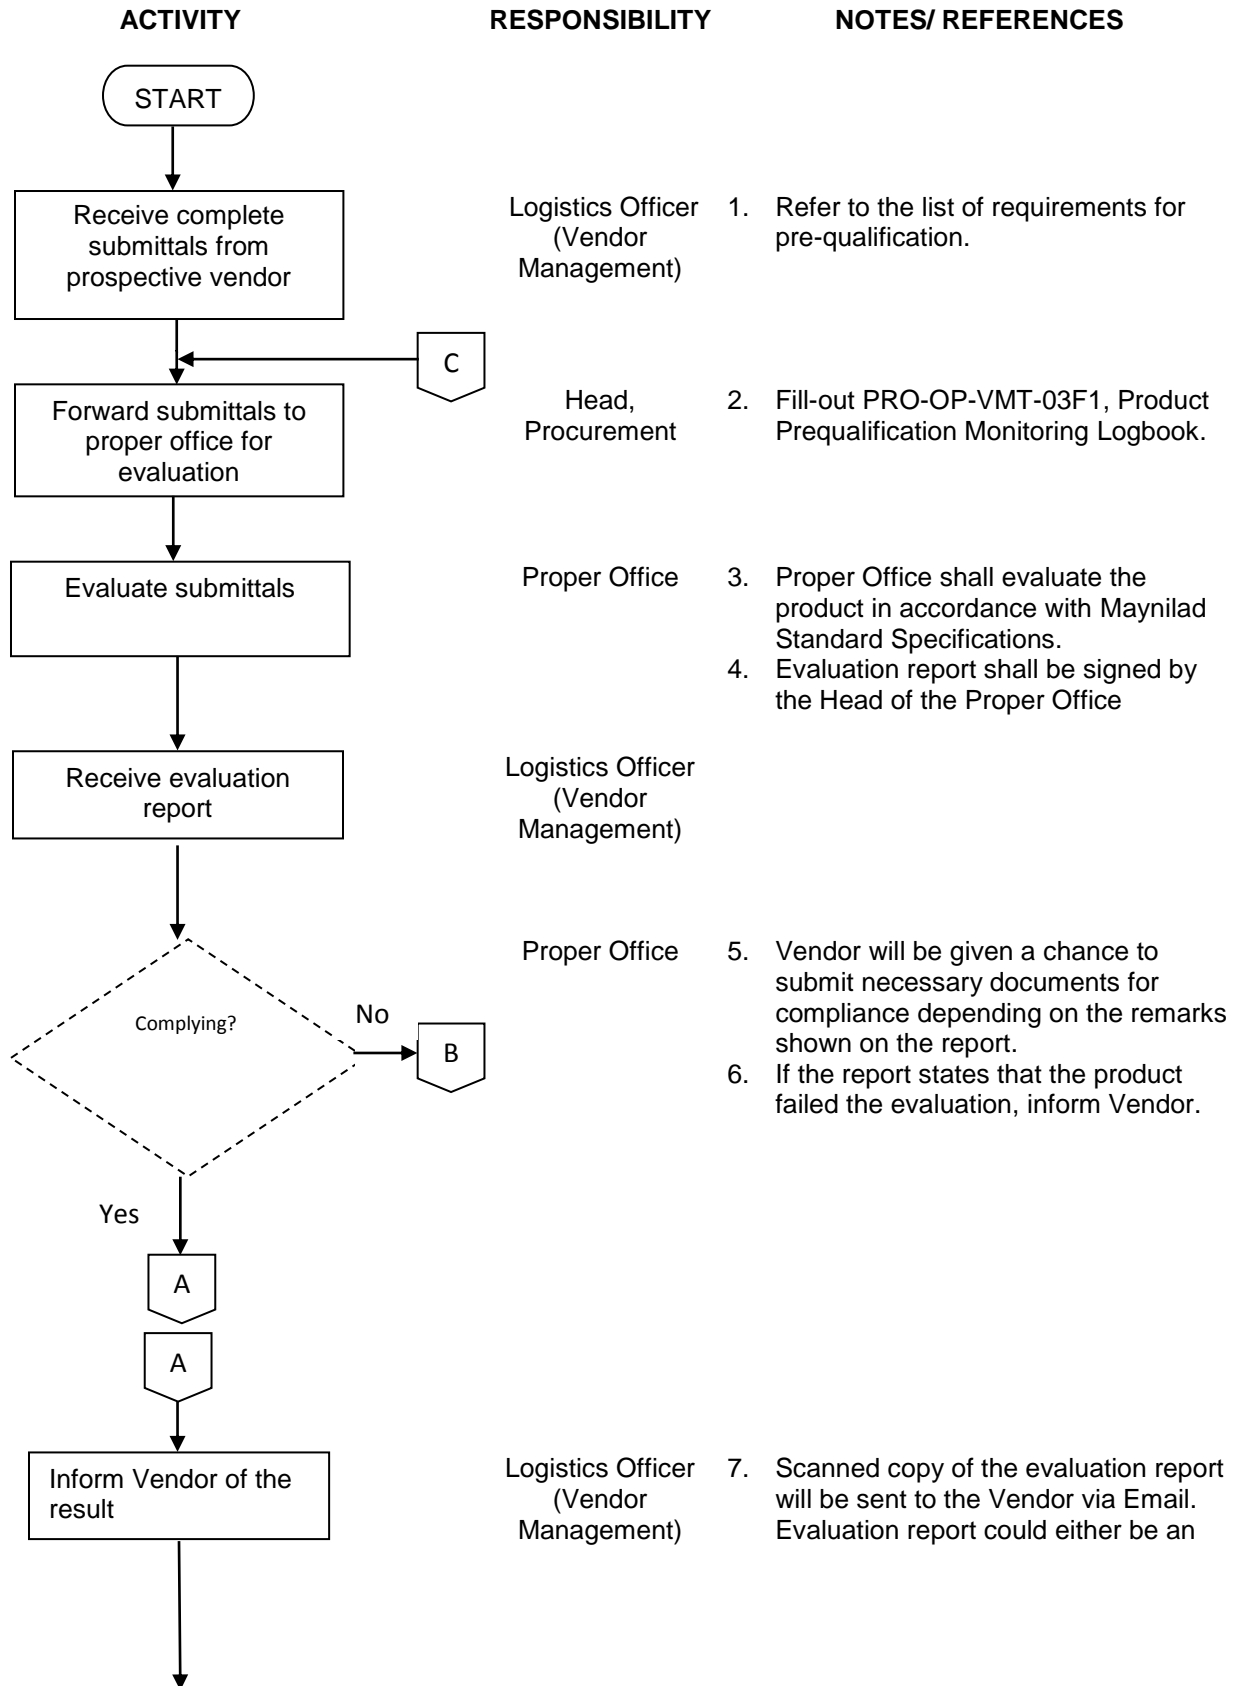 ACTIVITY RESPONSIBILITY NOTES/ REFERENCES
START
Receive complete
submittals from
prospective vendor
Logistics Officer
(Vendor
Management)
1. Refer to the list of requirements for
pre-qualification.
C
Forward submittals to
proper office for
evaluation
Head,
Procurement
2. Fill-out PRO-OP-VMT-03F1, Product
Prequalification Monitoring Logbook.
Evaluate submittals
Proper Office
3. Proper Office shall evaluate the
product in accordance with Maynilad
Standard Specifications.
4. Evaluation report shall be signed by
the Head of the Proper Office
Receive evaluation
report
Logistics Officer
(Vendor
Management)
Complying?
No
B
Proper Office
5. Vendor will be given a chance to
submit necessary documents for
compliance depending on the remarks
shown on the report.
6. If the report states that the product
failed the evaluation, inform Vendor.
Yes
A
A
Inform Vendor of the
result
Logistics Officer
(Vendor
Management)
7. Scanned copy of the evaluation report
will be sent to the Vendor via Email.
Evaluation report could either be an